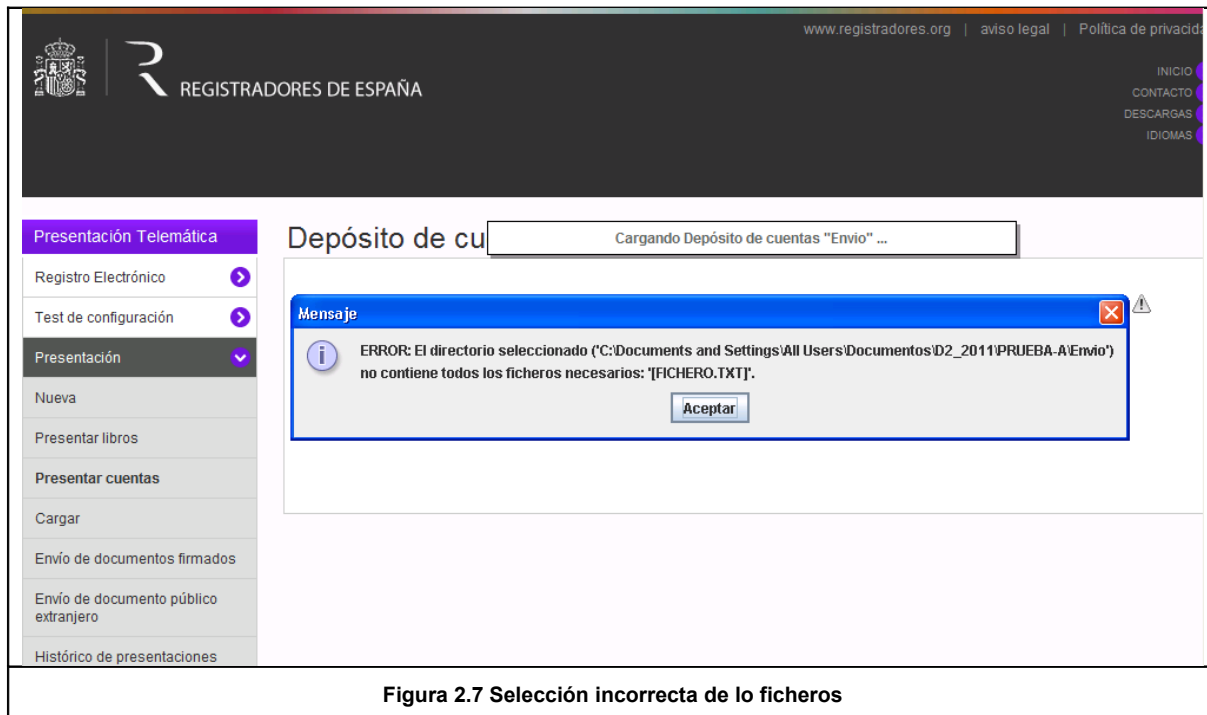 www.registradores.org | aviso legal | Política de privacida
INICIO
CONTACTO
DESCARGAS
IDIOMAS
REGISTRADORES DE ESPAÑA
Presentación Telemática
Registro Electrónico
Test de configuración
Presentación
Nueva
Presentar libros
Presentar cuentas
Cargar
Envío de documentos firmados
Envío de documento público
extranjero
Histórico de presentaciones
Depósito de cu
Cargando Depósito de cuentas "Envio" ...
Mensaje
ERROR: El directorio seleccionado ('C:\Documents and Settings\All Users\Documentos\D2_2011\PRUEBA-A\Envio')
no contiene todos los ficheros necesarios: '[FICHERO.TXT]'.
Aceptar
Figura 2.7 Selección incorrecta de lo ficheros